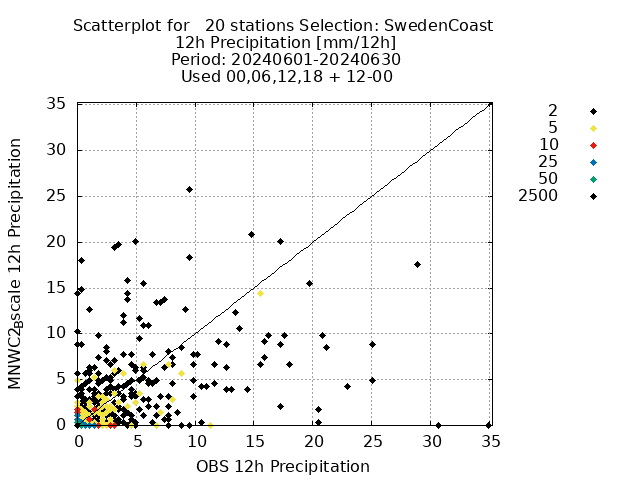 Scatterplot for   20 stations Selection: SwedenCoast
12h Precipitation [mm/12h]
Period: 20240601-20240630
Used 00,06,12,18 + 12-00
35
30
25
20
15
10
5
0
MNWC2Bscale 12h Precipitation
0 5 10 15 20 25 30 35
OBS 12h Precipitation
2
5
10
25
50
2500